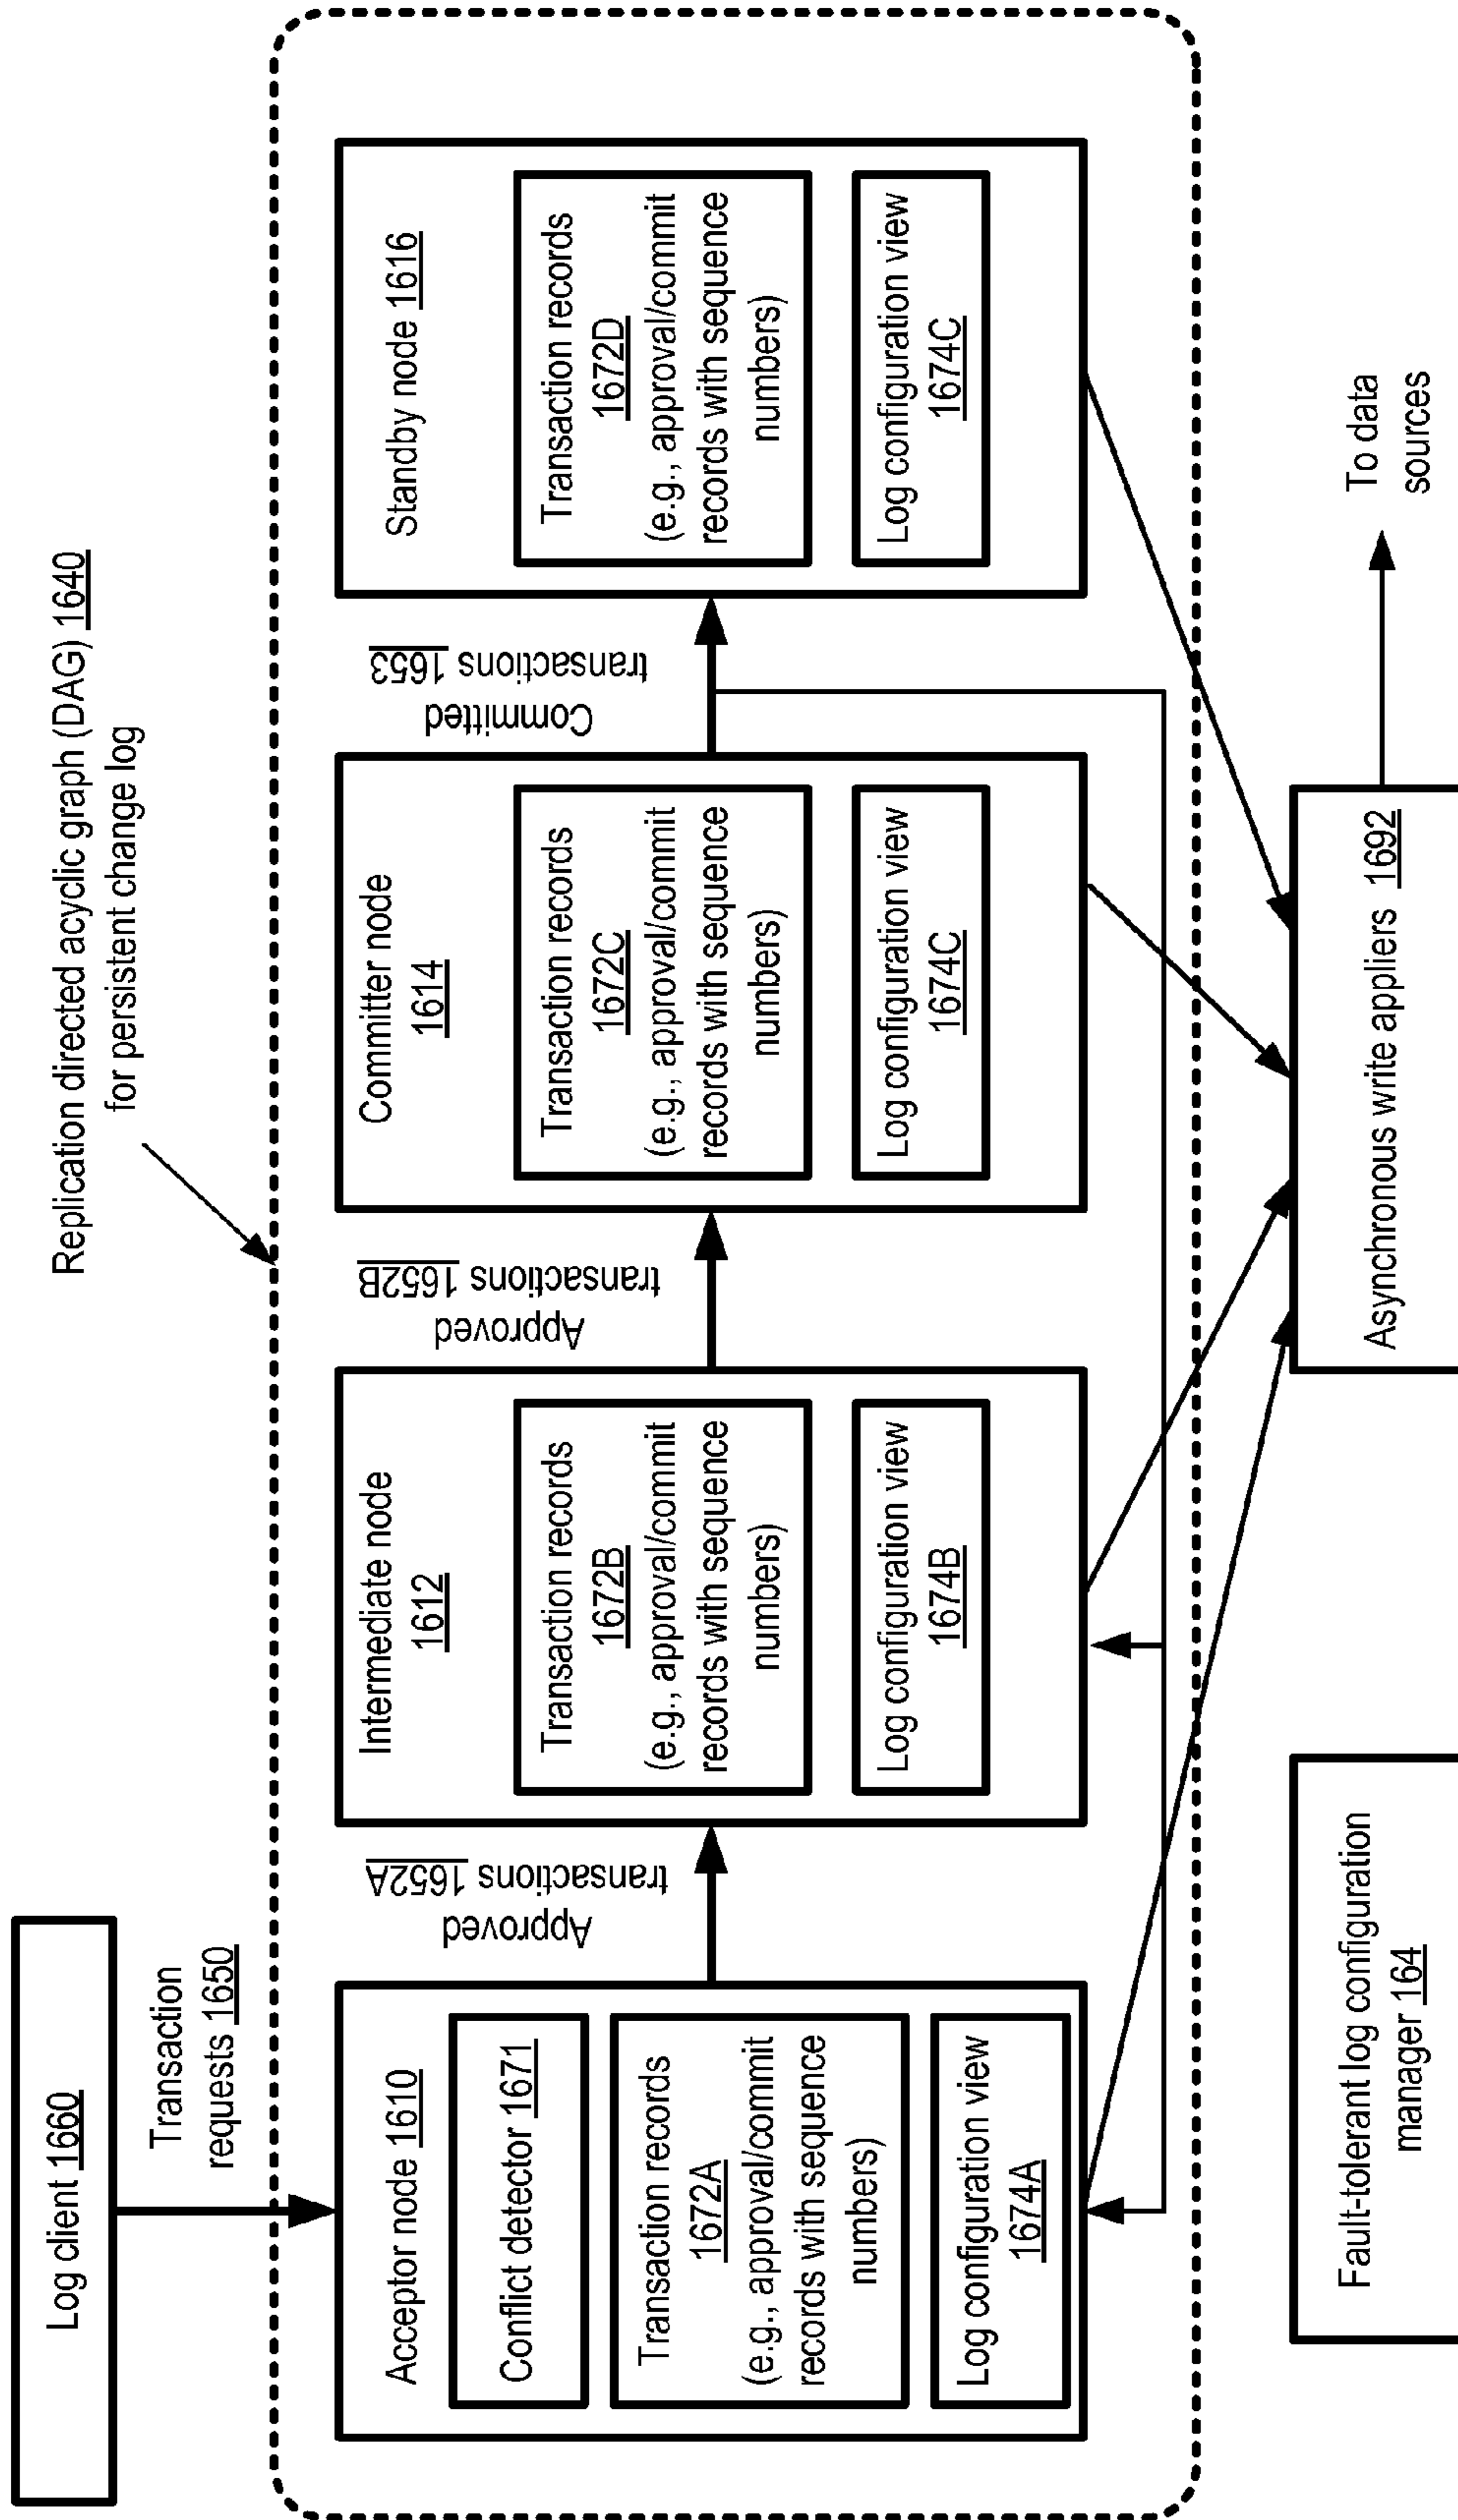 Log client 1660
Transaction
requests 1650
Replication directed acyclic graph (DAG) 1640
for persistent change log
Acceptor node 1610
Conflict detector 1671
Transaction records
1672A
(e.g., approval/commit
records with sequence
numbers)
Log configuration view
1674A
Approved
transactions 1652A
Intermediate node
1612
Transaction records
1672B
(e.g., approval/commit
records with sequence
numbers)
Log configuration view
1674B
Approved
transactions 1652B
Committer node
1614
Transaction records
1672C
(e.g., approval/commit
records with sequence
numbers)
Log configuration view
1674C
Committed
transactions 1653
Standby node 1616
Transaction records
1672D
(e.g., approval/commit
records with sequence
numbers)
Log configuration view
1674C
Fault-tolerant log configuration
manager 164
Asynchronous write appliers 1692
To data
sources